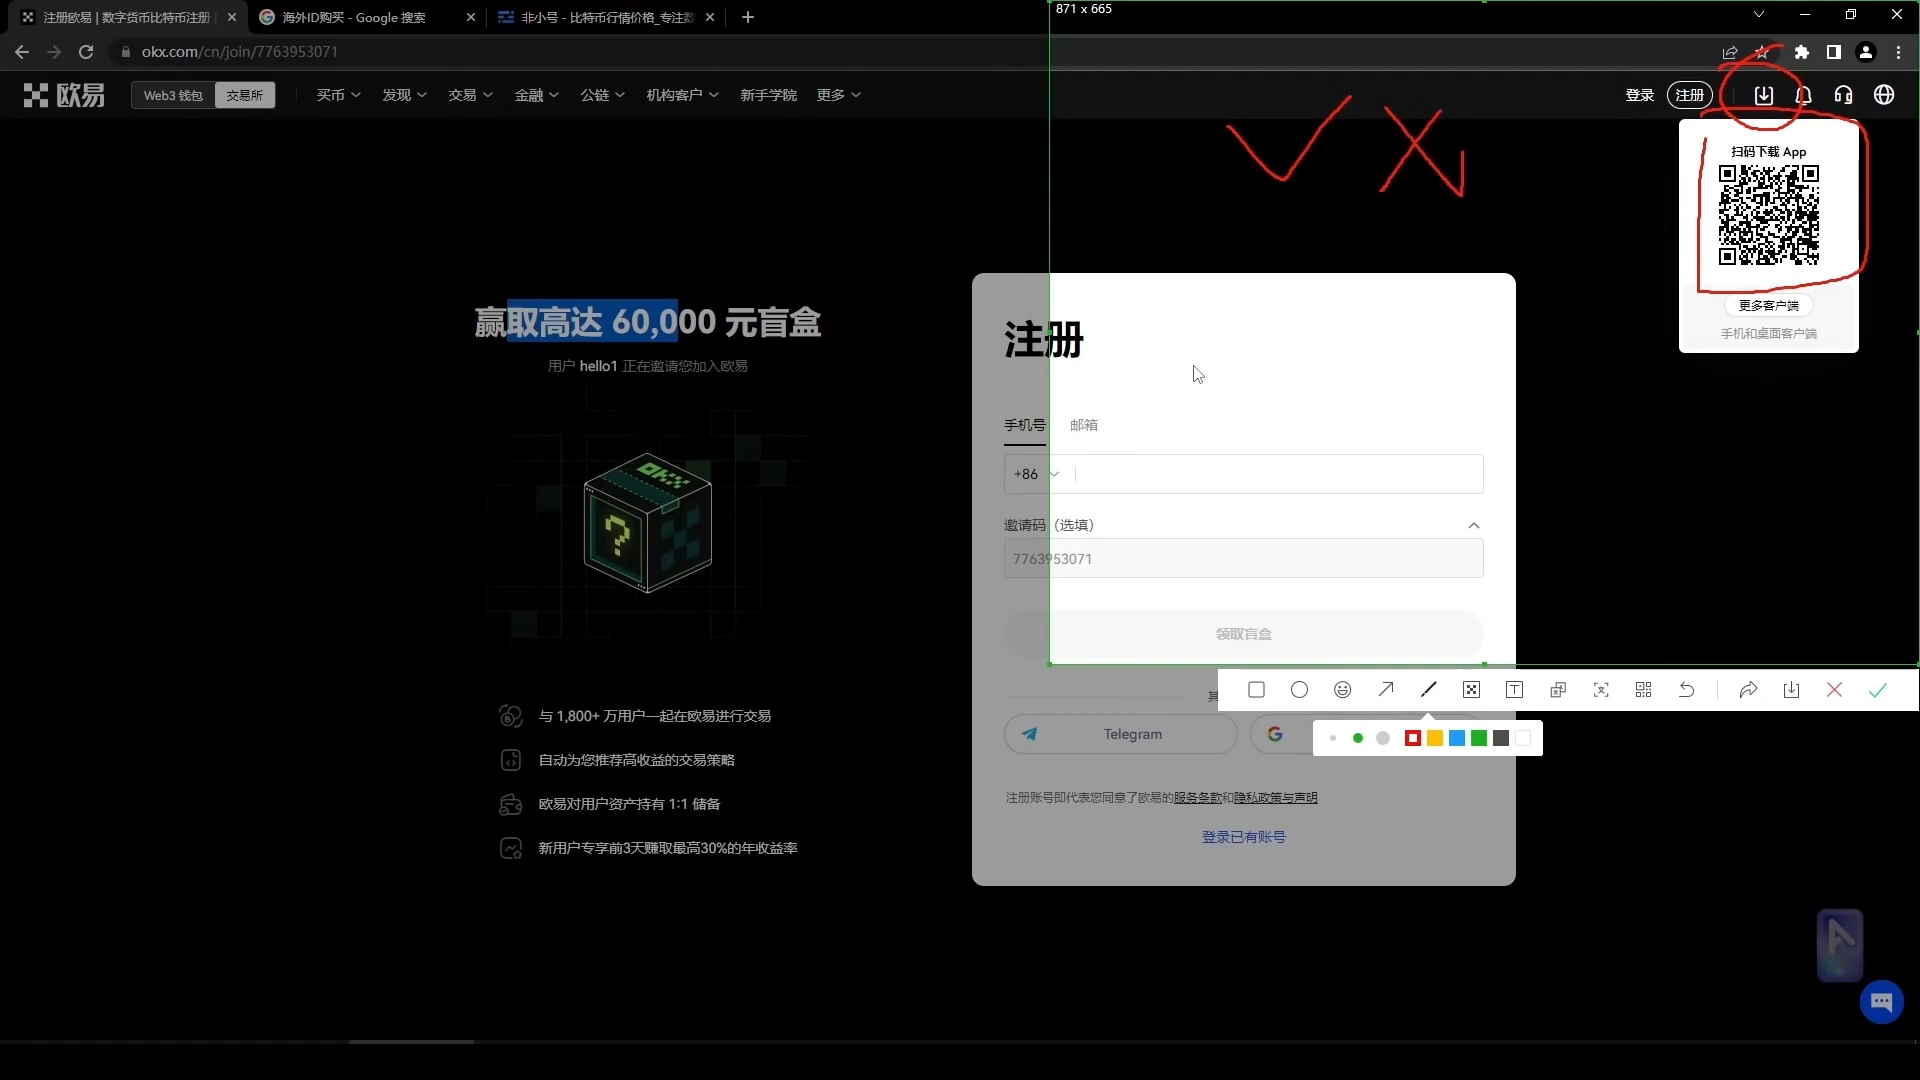 注册欧易 | 数字货币比特币注册
海外ID购买 - Google 搜索
非小号 - 比特币行情价格_专注数
871 x 665
okx.com/cn/join/7763953071
欧易
Web3 钱包
交易所
买币
发现
交易
金融
公链
机构客户
新手学院
更多
登录
注册
VX
扫码下载 App
更多客户端
手机和桌面客户端
赢取高达 60,000 元盲盒
用户 hello1 正在邀请您加入欧易
OKX
?
与 1,800+ 万用户一起在欧易进行交易
自动为您推荐高收益的交易策略
欧易对用户资产持有 1:1 储备
新用户专享前3天赚取最高30%的年收益率
注册
手机号
邮箱
+86
邀请码（选填）
7763953071
领取盲盒
其
Telegram
注册账号即代表您同意了欧易的服务条款和隐私政策与声明
登录已有账号